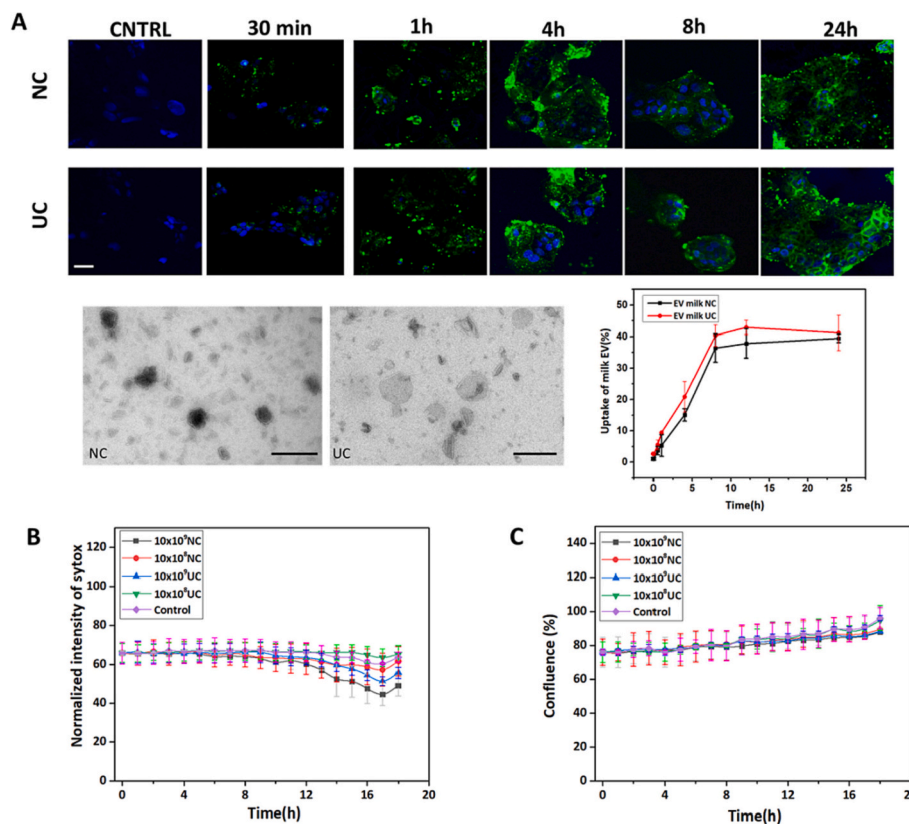 A
CNTRL 30 min 1h 4h 8h 24h
NC
UC
NC
UC
EV milk NC
EV milk UC
Uptake of milk EV(%)
50
40
30
20
10
0
0 5 10 15 20 25
Time(h)
B
10x10⁹NC
10x10⁸NC
10x10⁹UC
10x10⁸UC
Control
Normalized intensity of sytox
120
100
80
60
40
20
0
0 4 8 12 16 20
Time(h)
C
10x10⁹NC
10x10⁸NC
10x10⁹UC
10x10⁸UC
Control
Confluence (%)
140
120
100
80
60
40
20
0
0 4 8 12 16
Time(h)